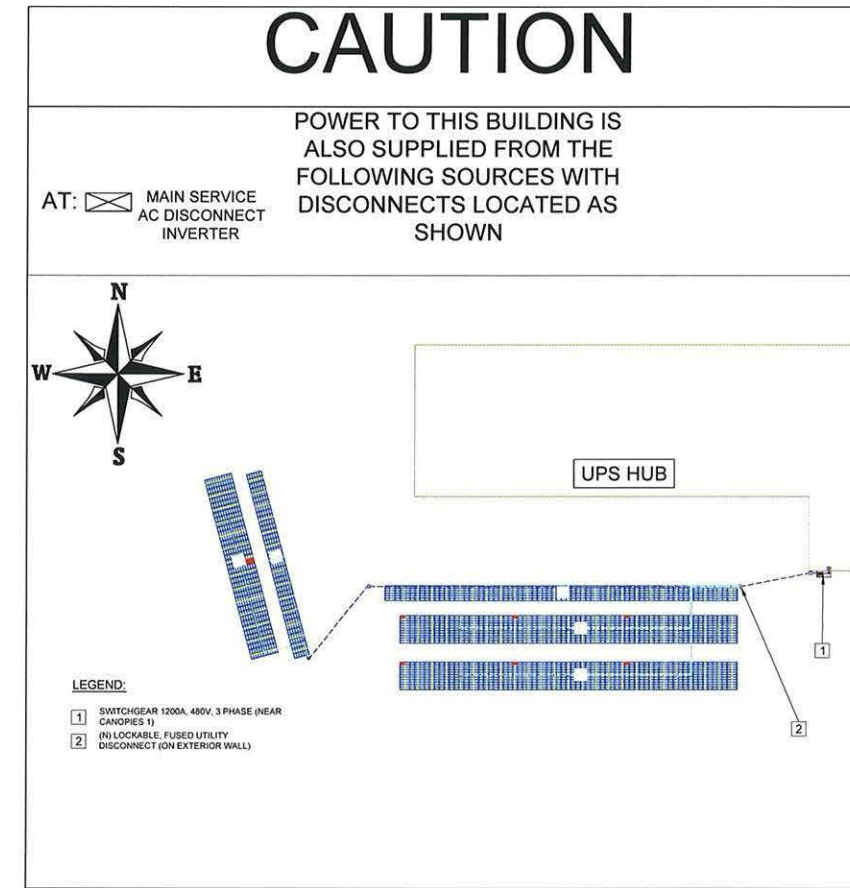 CAUTION
POWER TO THIS BUILDING IS
ALSO SUPPLIED FROM THE
FOLLOWING SOURCES WITH
DISCONNECTS LOCATED AS
SHOWN
AT:
MAIN SERVICE
AC DISCONNECT
INVERTER
N
W
E
S
UPS HUB
1
2
LEGEND:
1 SWITCHGEAR 1200A, 480V, 3 PHASE (NEAR
CANOPIES 1)
2 (N) LOCKABLE, FUSED UTILITY
DISCONNECT (ON EXTERIOR WALL)